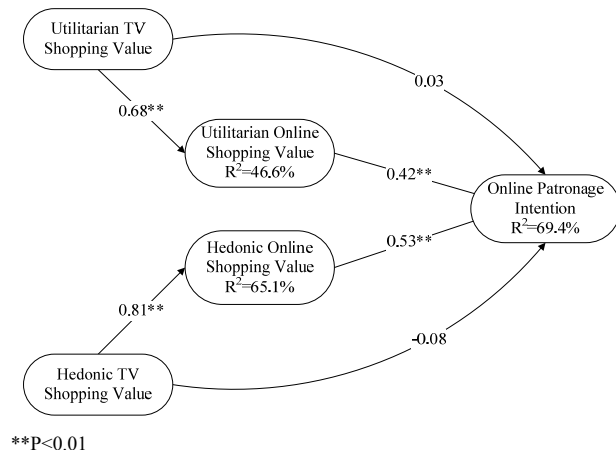 Utilitarian TV
Shopping Value
0.03
0.68**
Utilitarian Online
Shopping Value
R²=46.6%
0.42**
Online Patronage
Intention
R²=69.4%
Hedonic Online
Shopping Value
R²=65.1%
0.53**
0.81**
-0.08
Hedonic TV
Shopping Value
**P<0.01